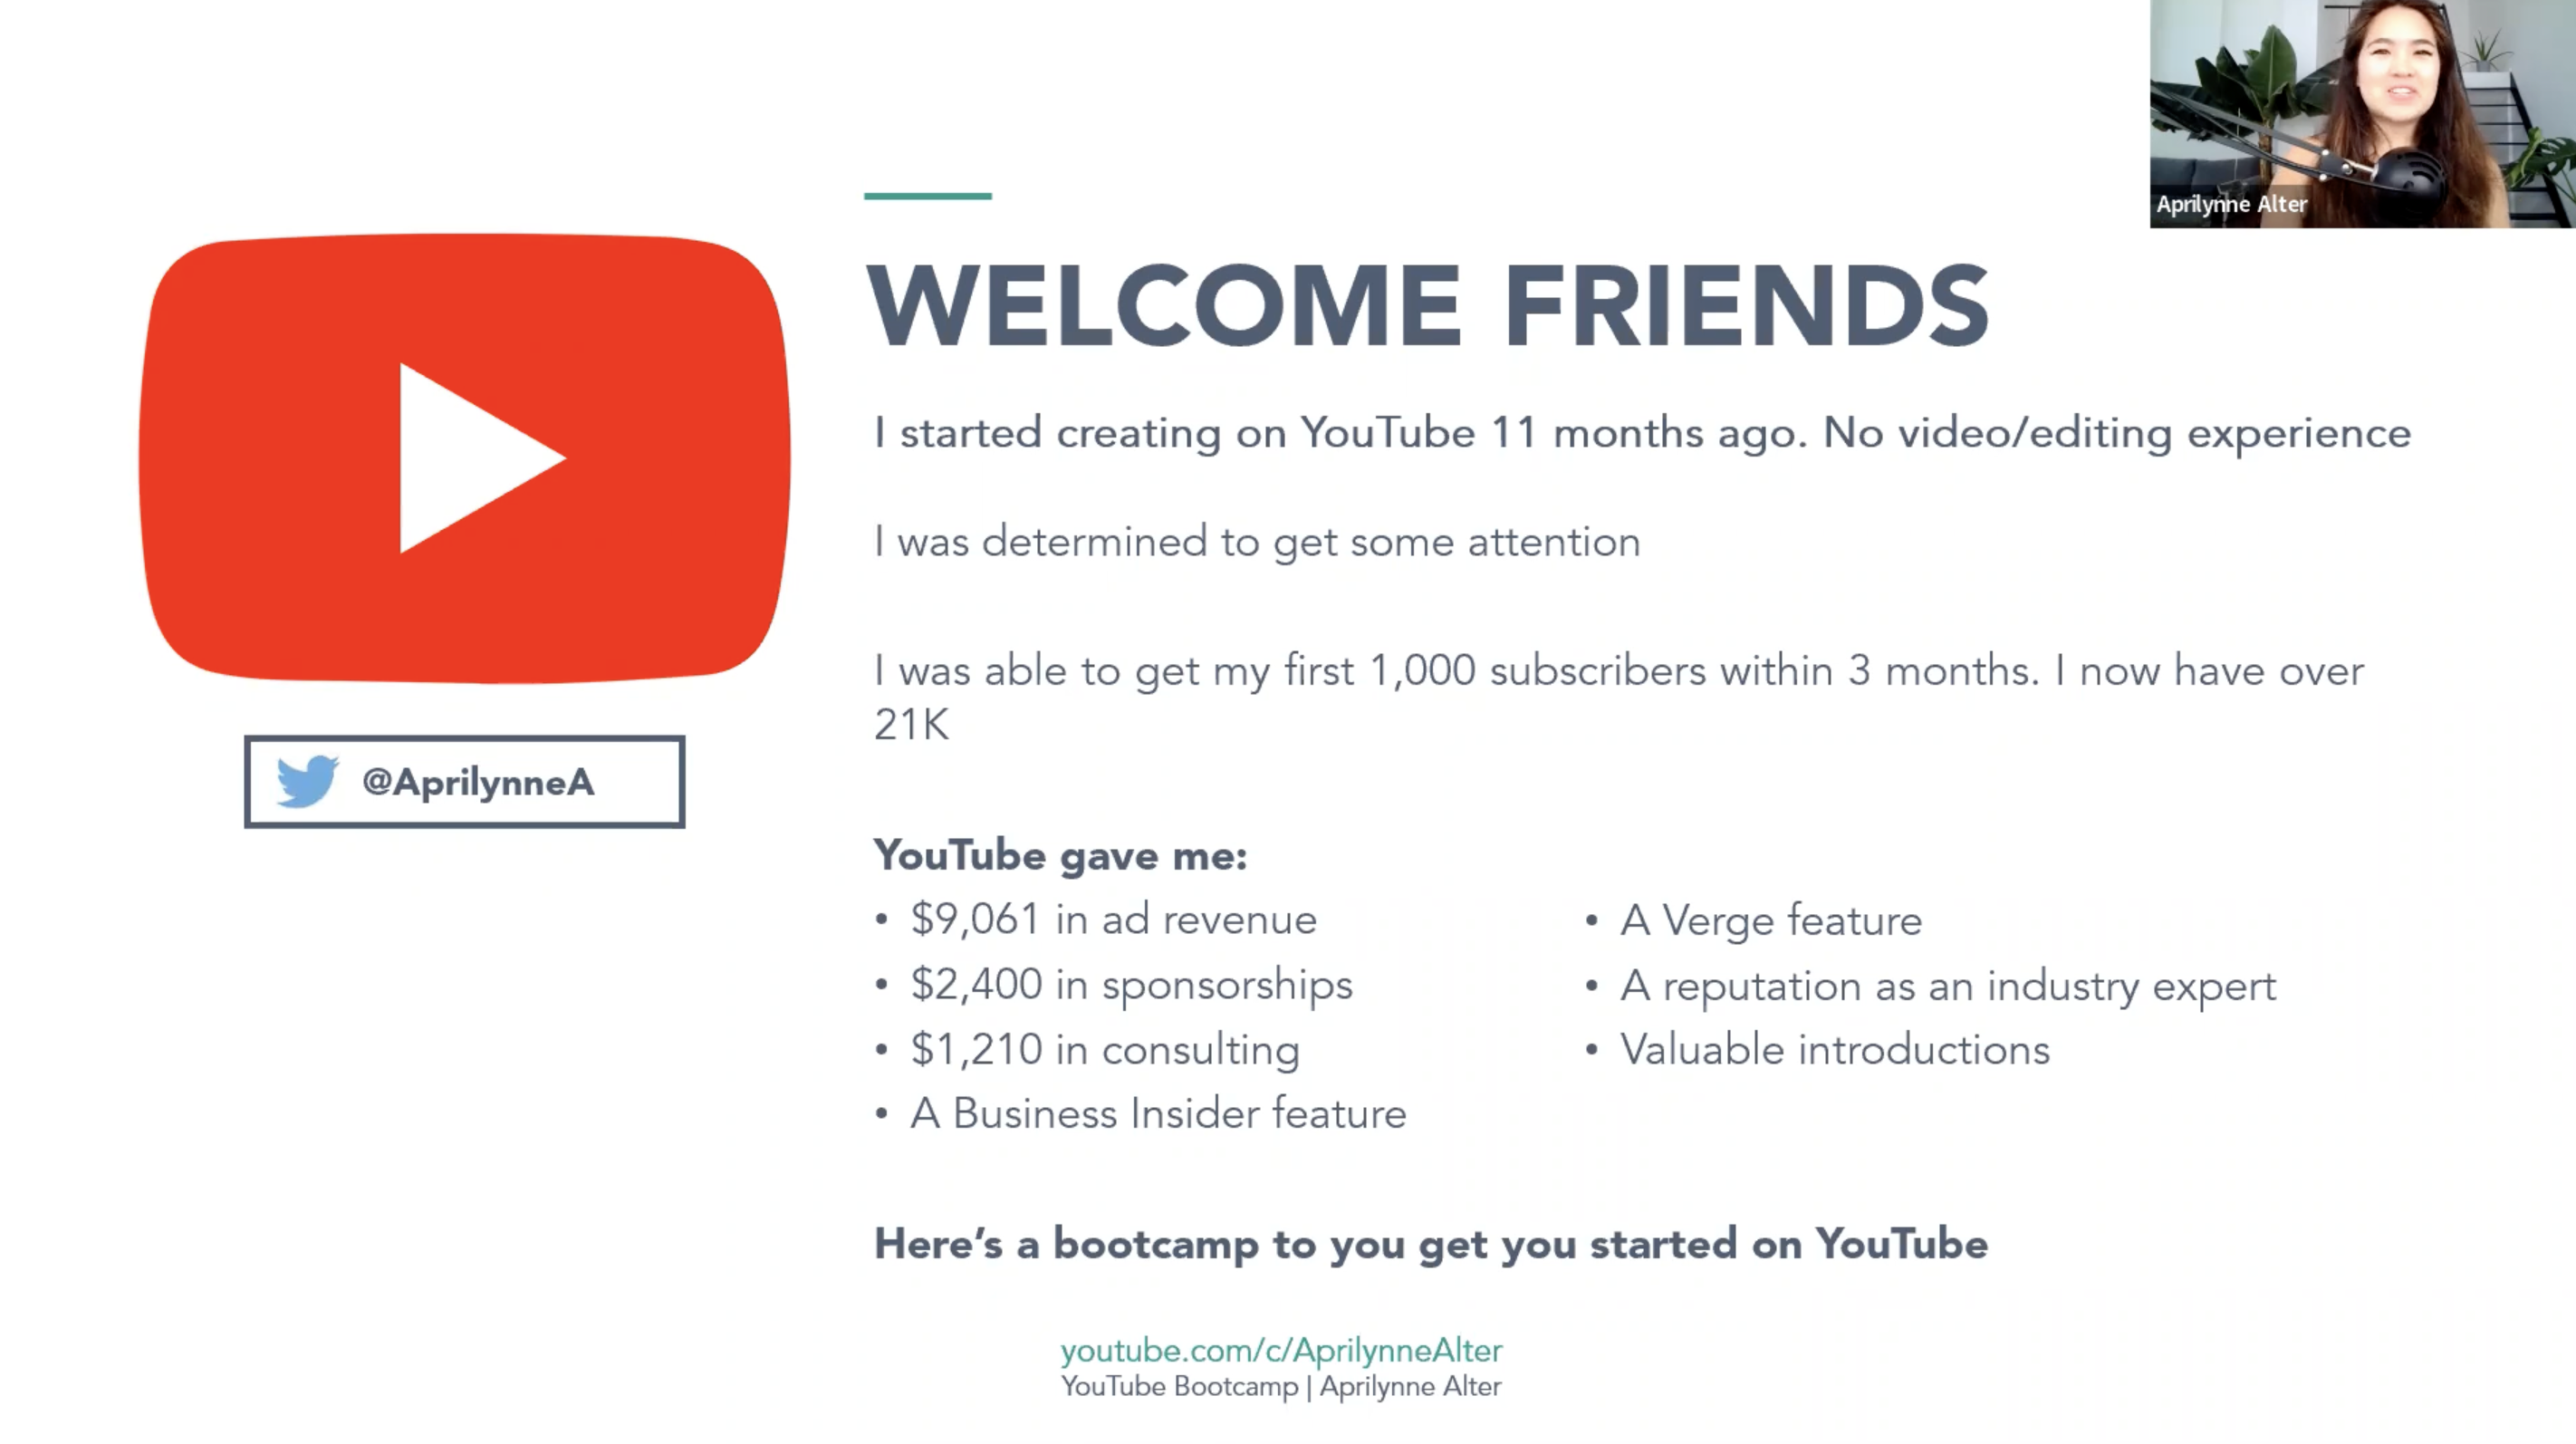 Aprilynne Alter
WELCOME FRIENDS
I started creating on YouTube 11 months ago. No video/editing experience
I was determined to get some attention
I was able to get my first 1,000 subscribers within 3 months. I now have over
21K
@AprilynneA
YouTube gave me:
• $9,061 in ad revenue
• $2,400 in sponsorships
• $1,210 in consulting
• A Business Insider feature
• A Verge feature
• A reputation as an industry expert
• Valuable introductions
Here's a bootcamp to you get you started on YouTube
youtube.com/c/AprilynneAlter
YouTube Bootcamp | Aprilynne Alter